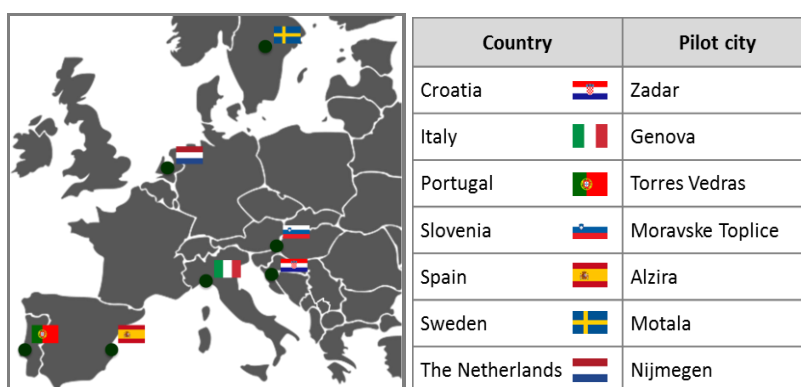 Country Pilot city
Croatia Zadar
Italy Genova
Portugal Torres Vedras
Slovenia Moravske Toplice
Spain Alzira
Sweden Motala
The Netherlands Nijmegen